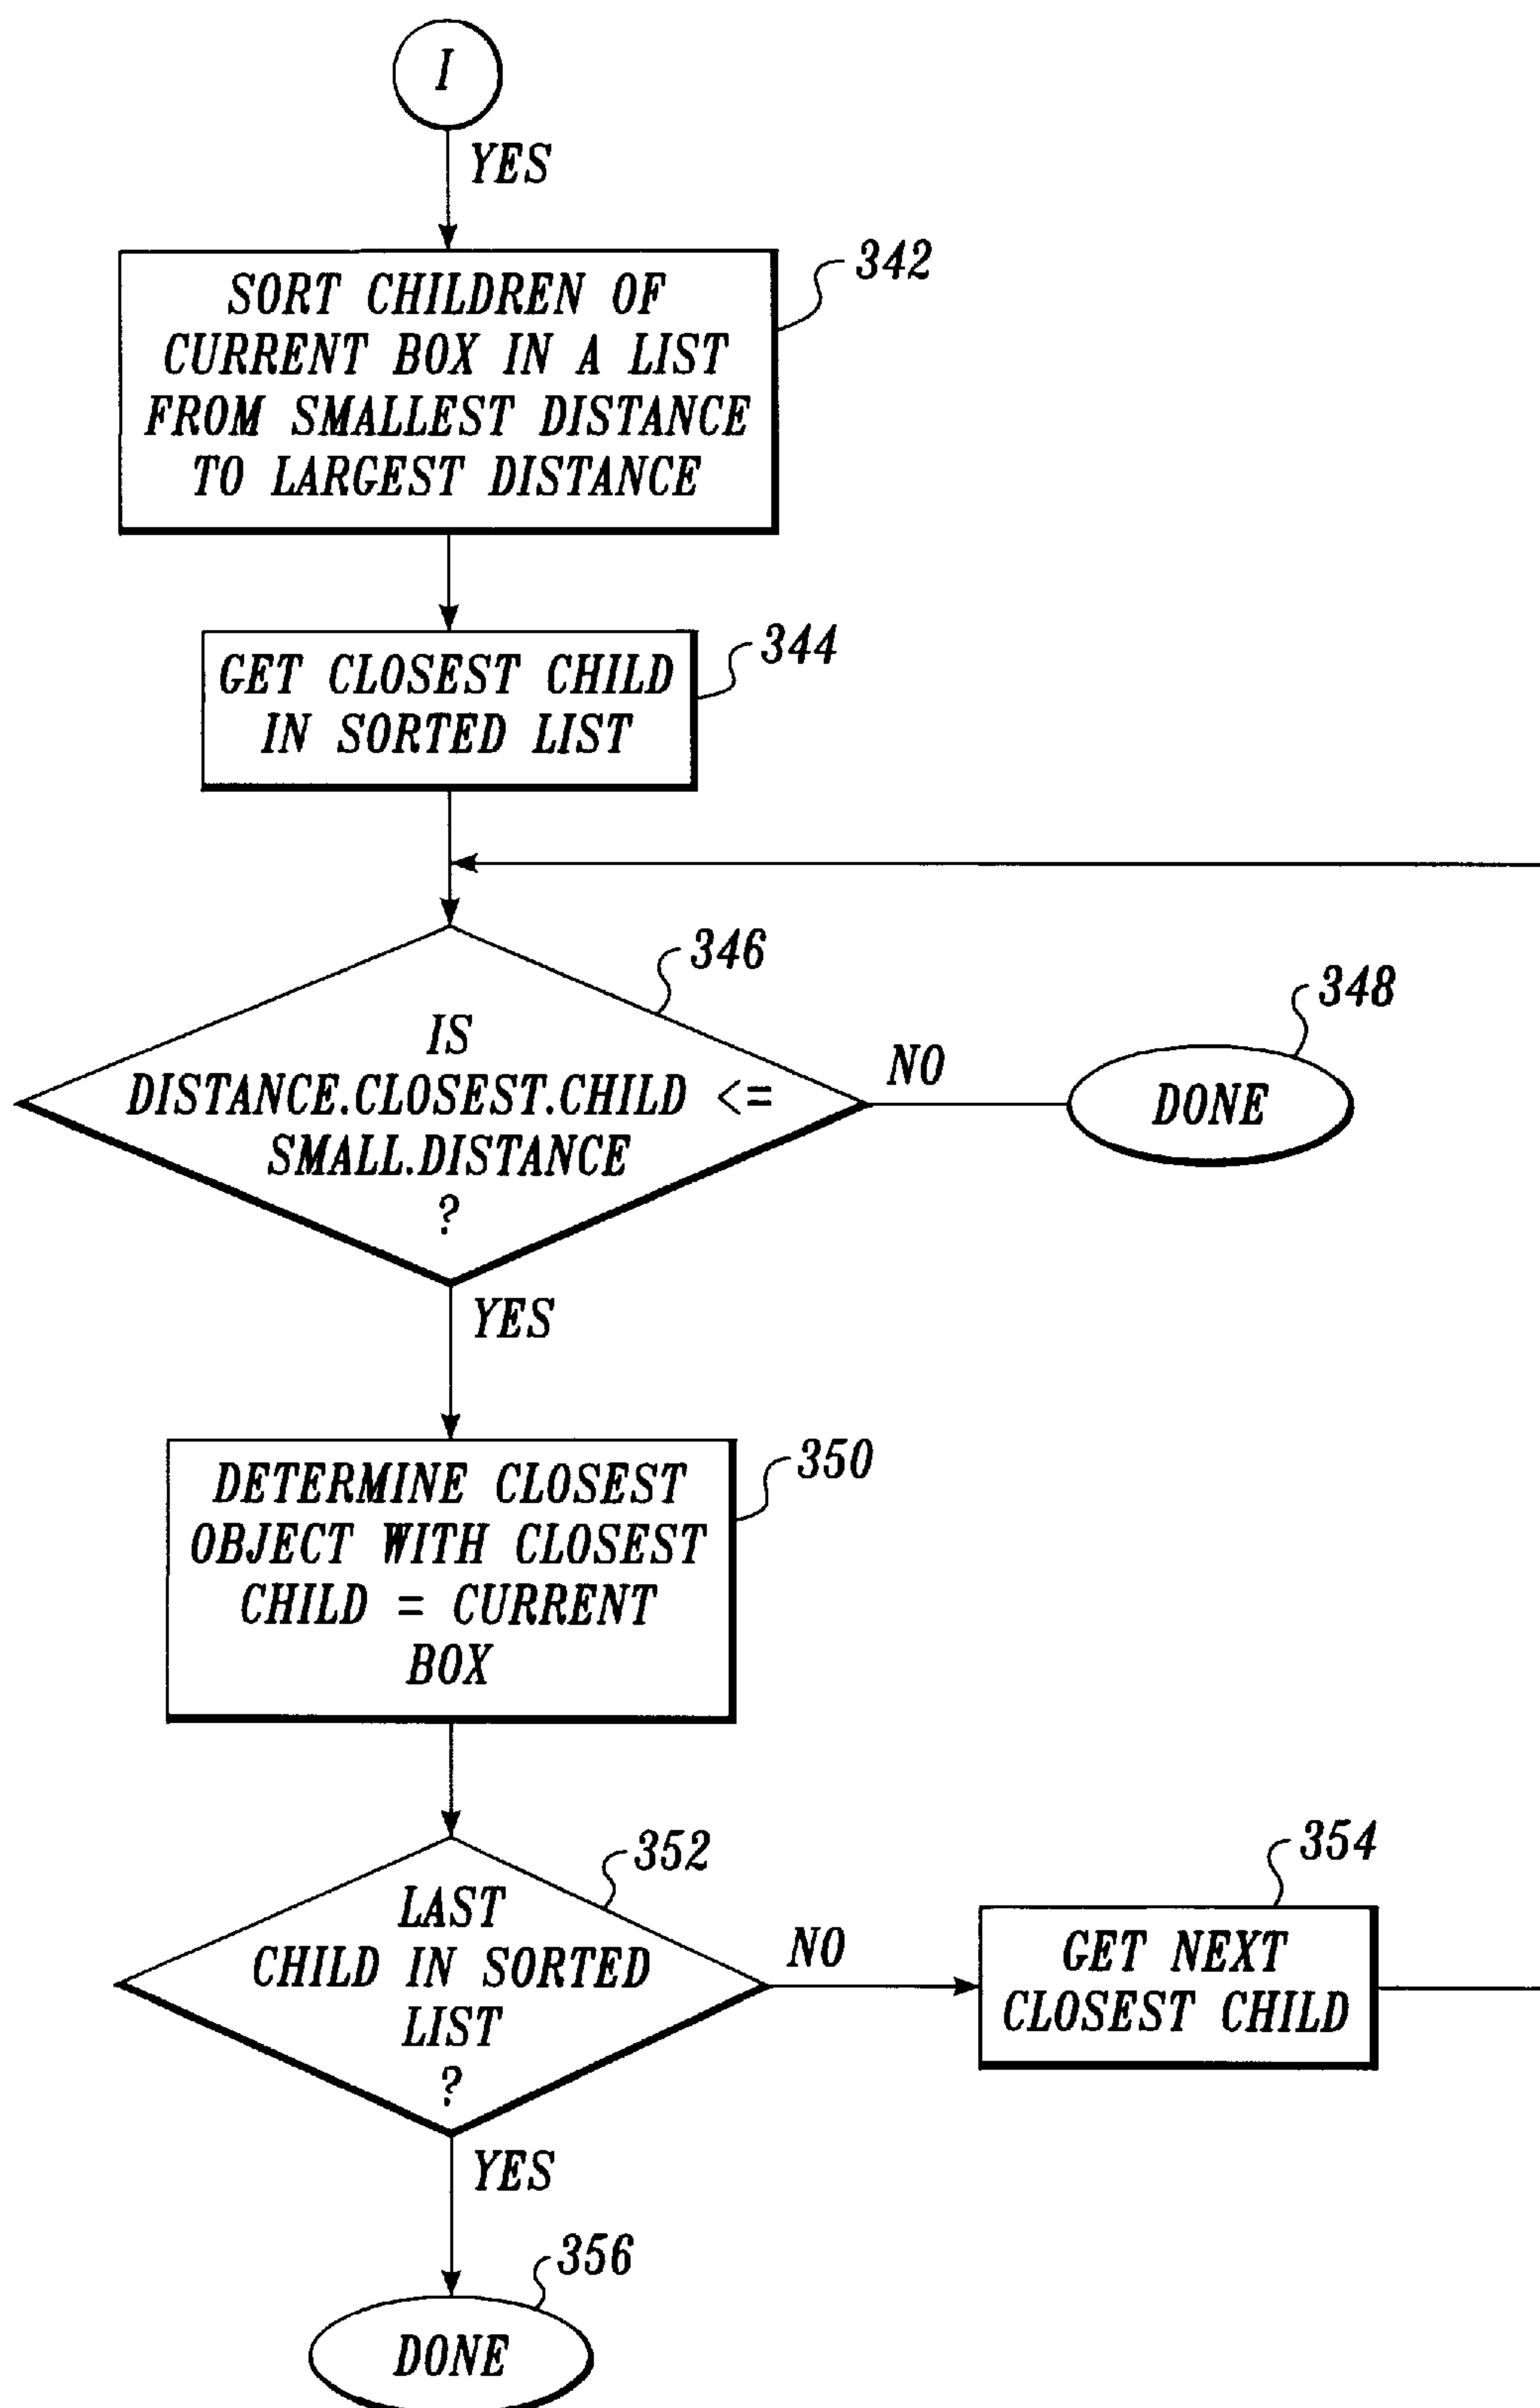 I
YES
342
SORT CHILDREN OF
CURRENT BOX IN A LIST
FROM SMALLEST DISTANCE
TO LARGEST DISTANCE
344
GET CLOSEST CHILD
IN SORTED LIST
346
IS
DISTANCE.CLOSEST.CHILD <=
SMALL.DISTANCE
?
NO
348
DONE
YES
350
DETERMINE CLOSEST
OBJECT WITH CLOSEST
CHILD = CURRENT
BOX
352
LAST
CHILD IN SORTED
LIST
?
NO
354
GET NEXT
CLOSEST CHILD
YES
356
DONE